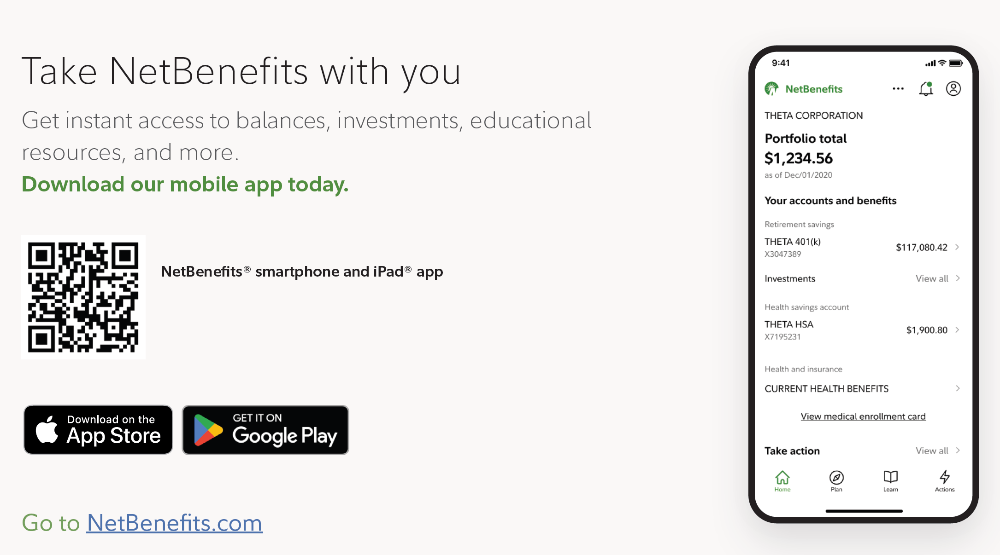 Take NetBenefits with you
Get instant access to balances, investments, educational
resources, and more.
Download our mobile app today.
NetBenefits® smartphone and iPad® app
Download on the
App Store
GET IT ON
Google Play
Go to NetBenefits.com
9:41
NetBenefits
THETA CORPORATION
Portfolio total
$1,234.56
as of Dec/01/2020
Your accounts and benefits
Retirement savings
THETA 401(k)
X3047389
$117,080.42
Investments View all
Health savings account
THETA HSA
X7195231
$1,900.80
Health and insurance
CURRENT HEALTH BENEFITS
View medical enrollment card
Take action View all
Home Plan Learn Actions